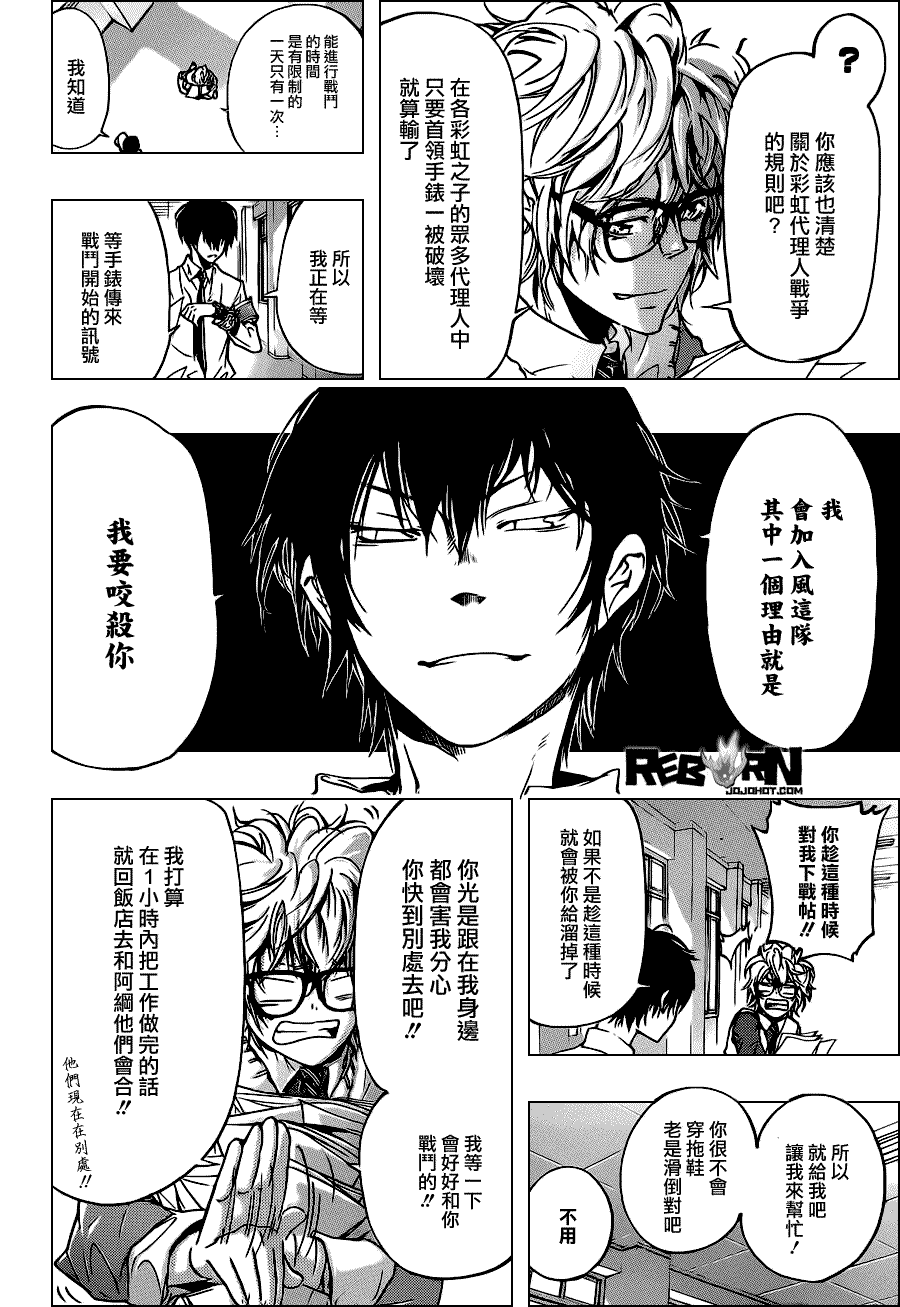 ?
你應該也清楚
關於彩虹代理人戰爭
的規則吧?
在各彩虹之子的眾多代理人中
只要首領手錶一被破壞
就算輸了
能進行戰鬥
的時間
是有限制的
一天只有一次…
我知道
所以
我正在等
等手錶傳來
戰鬥開始的訊號
我
會加入風這隊
其中一個理由就是
我要咬殺你
REBORN
JOJOHOT.COM
你趁這種時候
對我下戰帖!!
如果不是趁這種時候
就會被你給溜掉了
所以
就給我吧
讓我來幫忙!
你很不會
穿拖鞋
老是滑倒對吧
不用
你光是跟在我身邊
都會害我分心
你快到別處去吧!!
我等一下
會好好和你
戰鬥的!!
我打算
在1小時內把工作做完的話
就回飯店去和阿綱他們會合!!
他們現在在別處!!